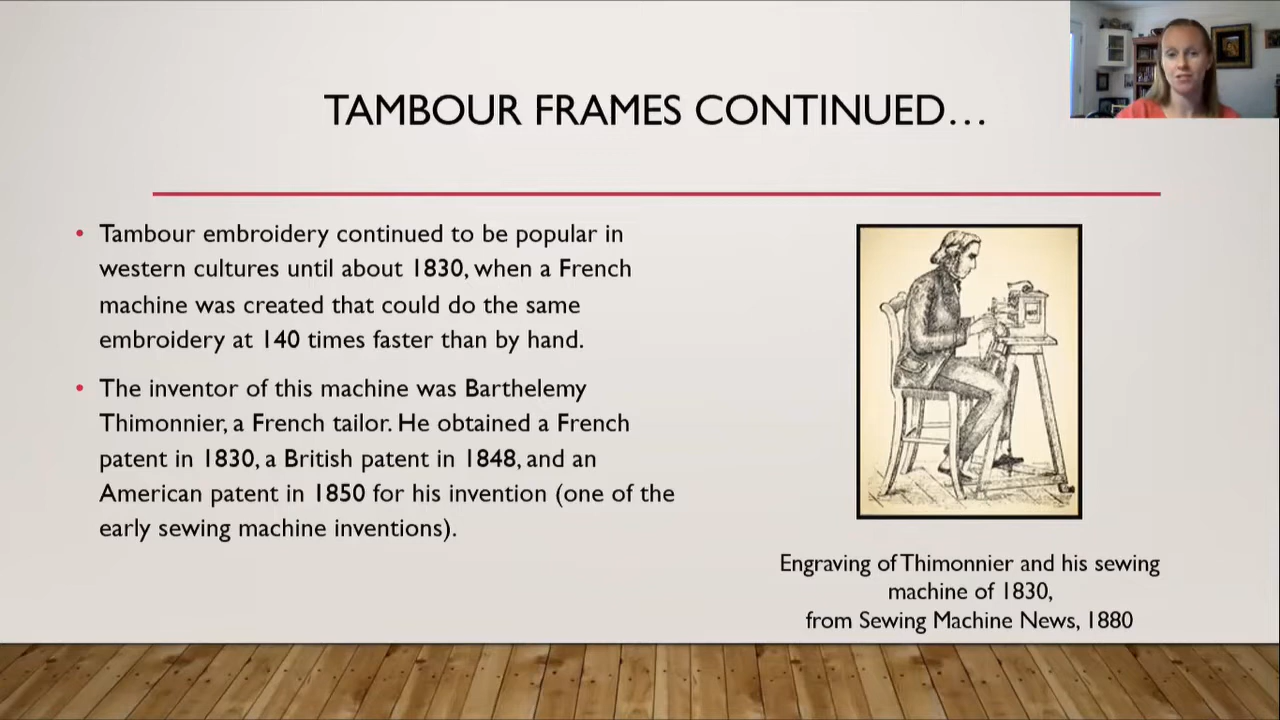 TAMBOUR FRAMES CONTINUED…
• Tambour embroidery continued to be popular in
western cultures until about 1830, when a French
machine was created that could do the same
embroidery at 140 times faster than by hand.
• The inventor of this machine was Barthelemy
Thimonnier, a French tailor. He obtained a French
patent in 1830, a British patent in 1848, and an
American patent in 1850 for his invention (one of the
early sewing machine inventions).
Engraving of Thimonnier and his sewing
machine of 1830,
from Sewing Machine News, 1880